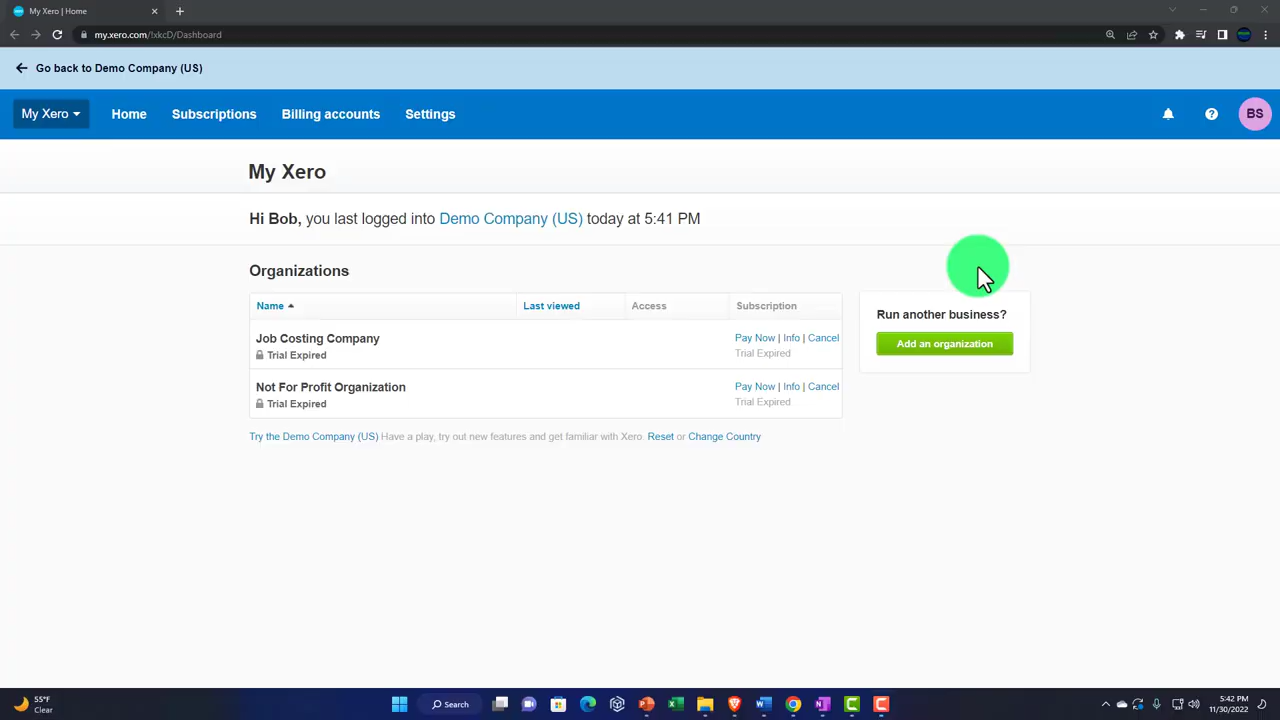 My Xero | Home
my.xero.com/!xkcD/Dashboard
Go back to Demo Company (US)
My Xero Home Subscriptions Billing accounts Settings BS
My Xero
Hi Bob, you last logged into Demo Company (US) today at 5:41 PM
Organizations
Name Last viewed Access Subscription
Job Costing Company Pay Now | Info | Cancel
Trial Expired Trial Expired
Not For Profit Organization Pay Now | Info | Cancel
Trial Expired Trial Expired
Run another business?
Add an organization
Try the Demo Company (US) Have a play, try out new features and get familiar with Xero. Reset or Change Country
55°F
Clear
Search
5:42 PM
11/30/2022